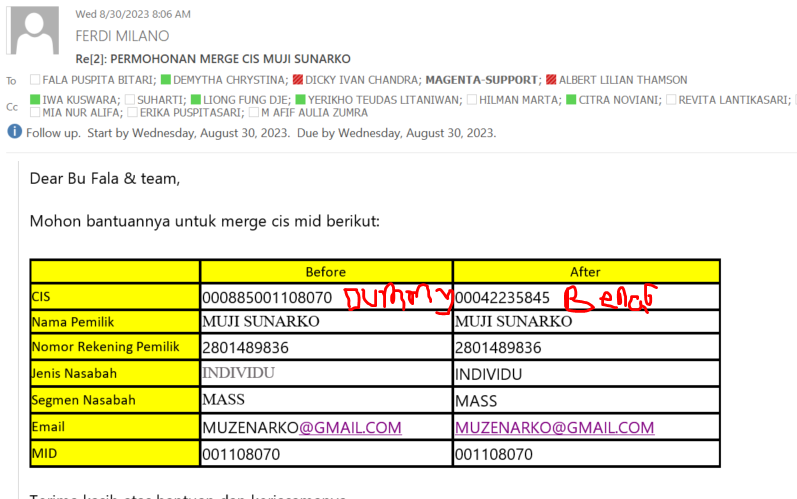 Wed 8/30/2023 8:06 AM
FERDI MILANO
Re[2]: PERMOHONAN MERGE CIS MUJI SUNARKO
To FALA PUSPITA BITARI; DEMYTHA CHRYSTINA; DICKY IVAN CHANDRA; MAGENTA-SUPPORT; ALBERT LILIAN THAMSON
Cc IWA KUSWARA; SUHARTI; LIONG FUNG DJE; YERIKHO TEUDAS LITANIWAN; HILMAN MARTA; CITRA NOVIANI; REVITA LANTIKASARI;
MIA NUR ALIFA; ERIKA PUSPITASARI; M AFIF AULIA ZUMRA
Follow up. Start by Wednesday, August 30, 2023. Due by Wednesday, August 30, 2023.
Dear Bu Fala & team,
Mohon bantuannya untuk merge cis mid berikut:
Before After
CIS 000885001108070 Dummy 00042235845
Nama Pemilik MUJI SUNARKO MUJI SUNARKO
Nomor Rekening Pemilik 2801489836 2801489836
Jenis Nasabah INDIVIDU INDIVIDU
Segmen Nasabah MASS MASS
Email MUZENARKO@GMAIL.COM MUZENARKO@GMAIL.COM
MID 001108070 001108070